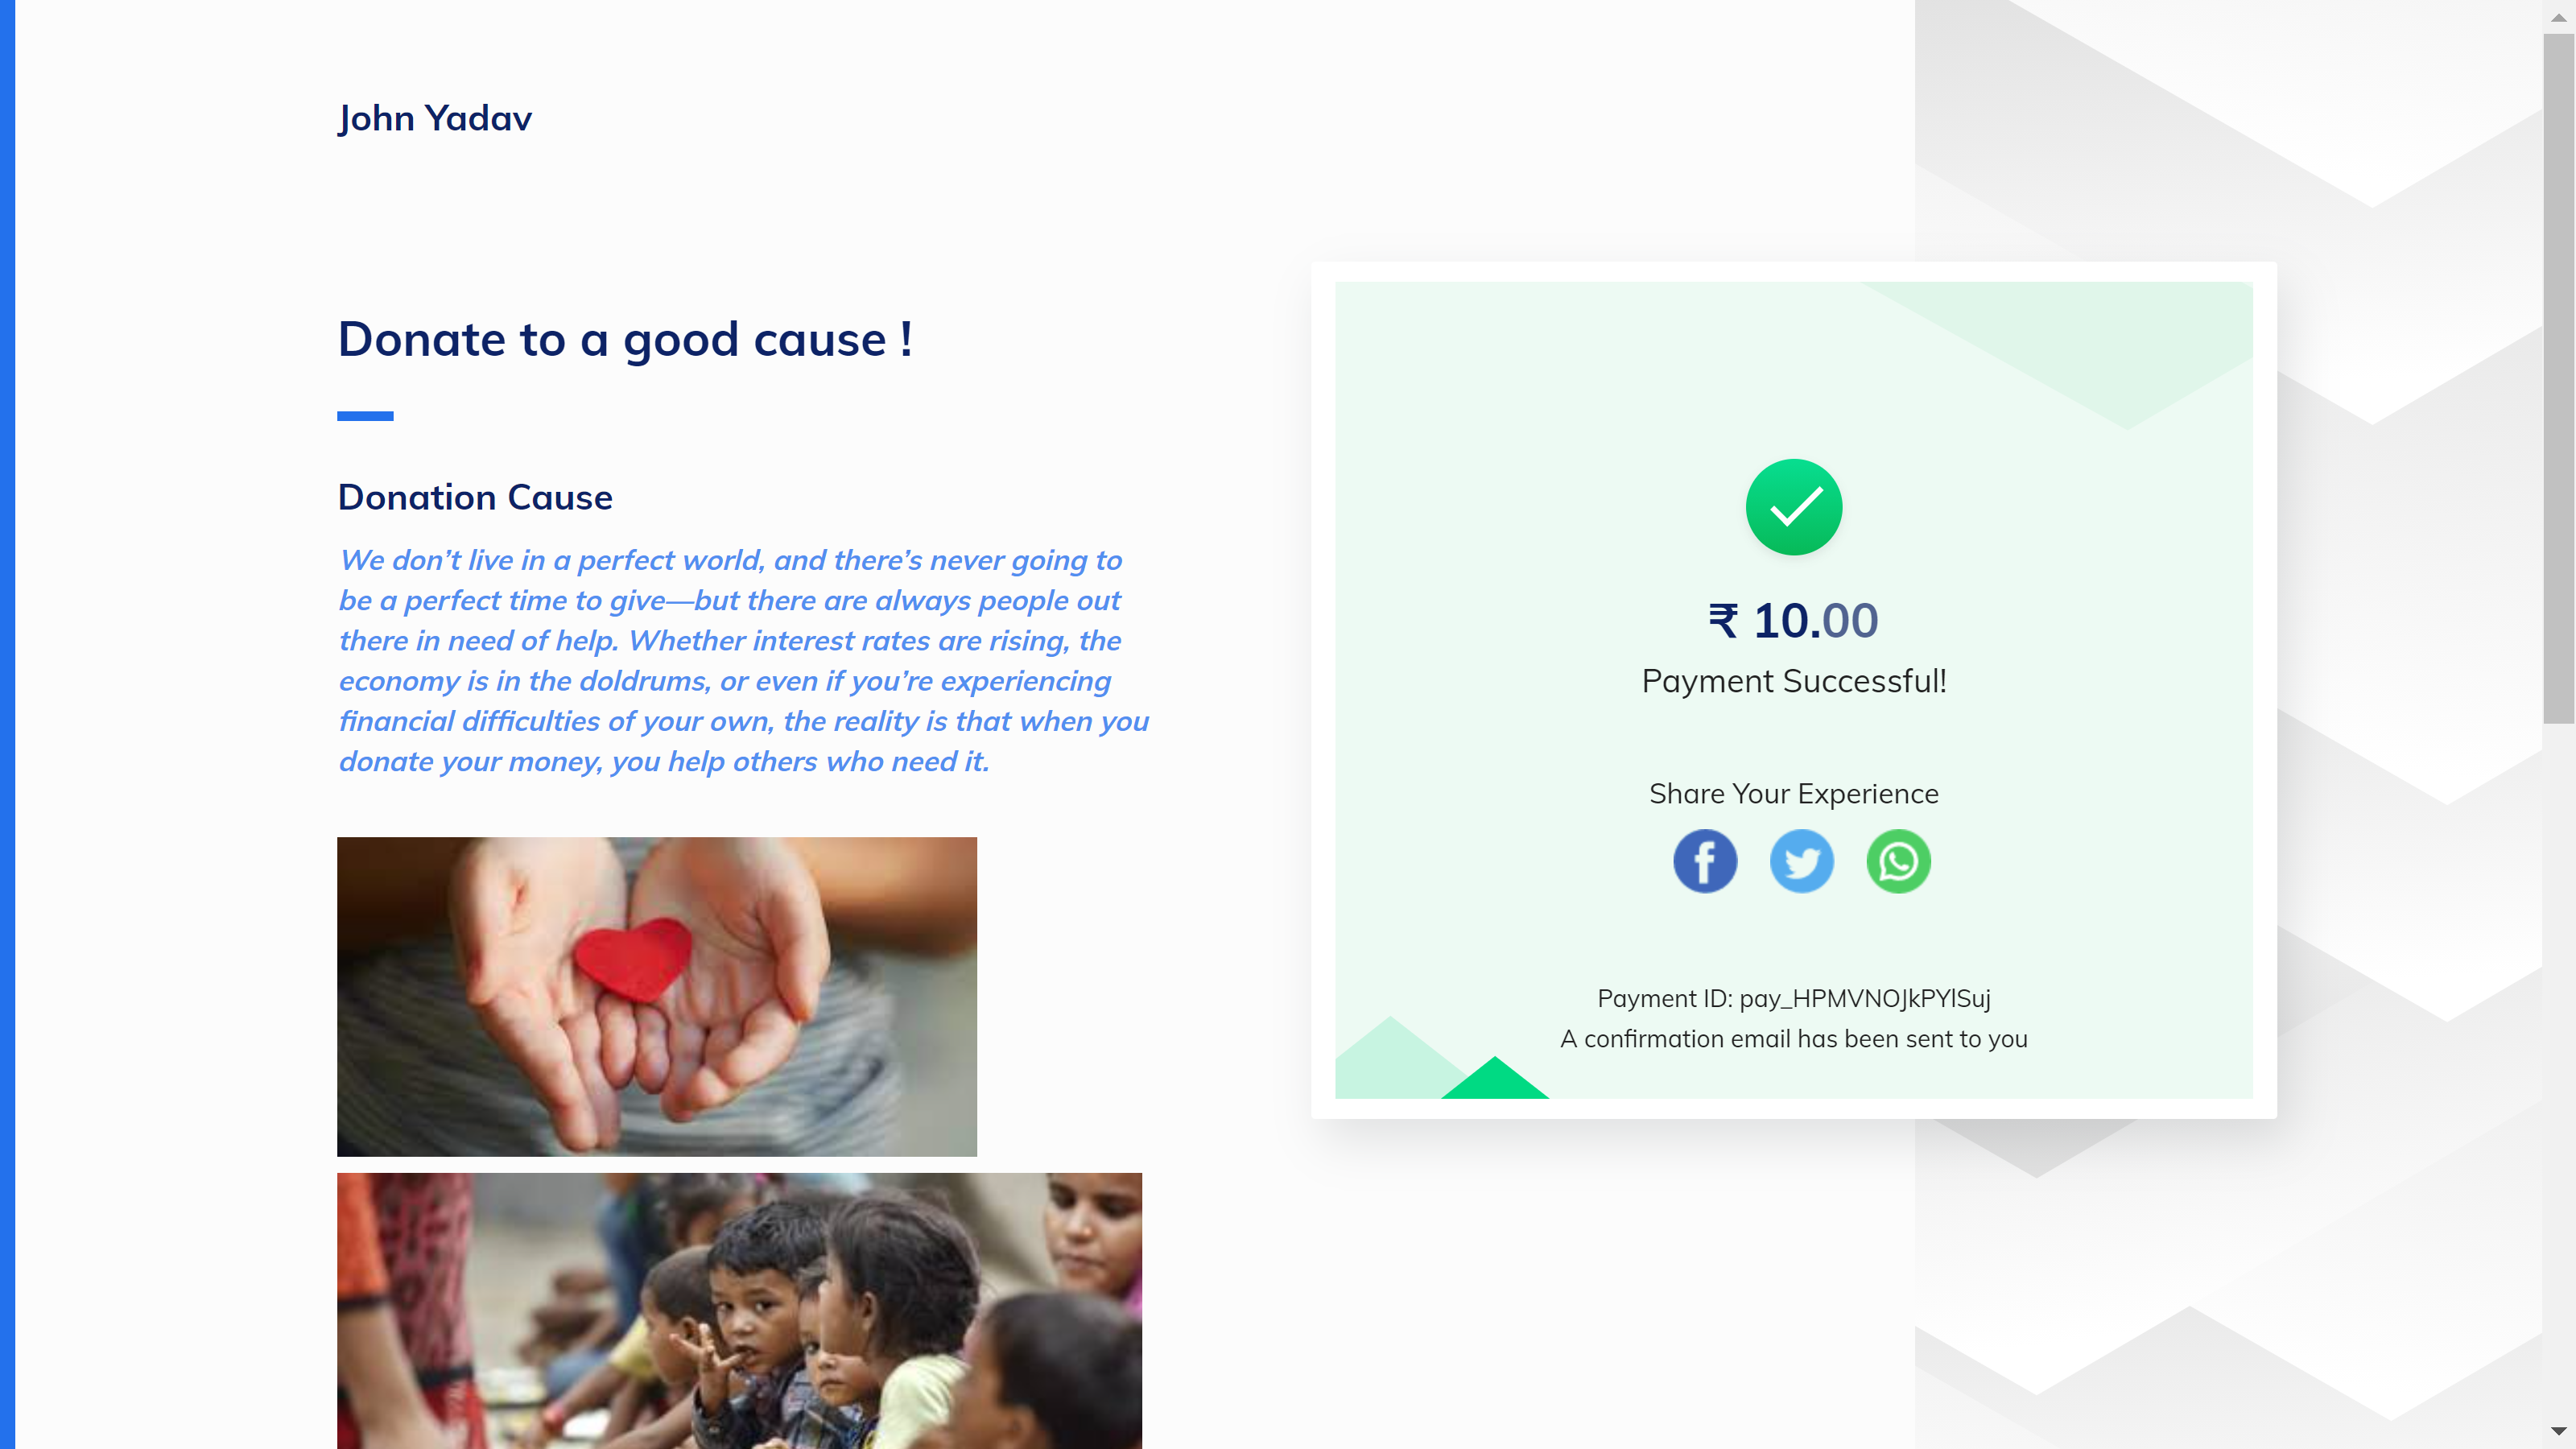 John Yadav
Donate to a good cause !
Donation Cause
We don’t live in a perfect world, and there’s never going to
be a perfect time to give—but there are always people out
there in need of help. Whether interest rates are rising, the
economy is in the doldrums, or even if you’re experiencing
financial difficulties of your own, the reality is that when you
donate your money, you help others who need it.
₹ 10.00
Payment Successful!
Share Your Experience
Payment ID: pay_HPMVNOJkPYlSuj
A confirmation email has been sent to you